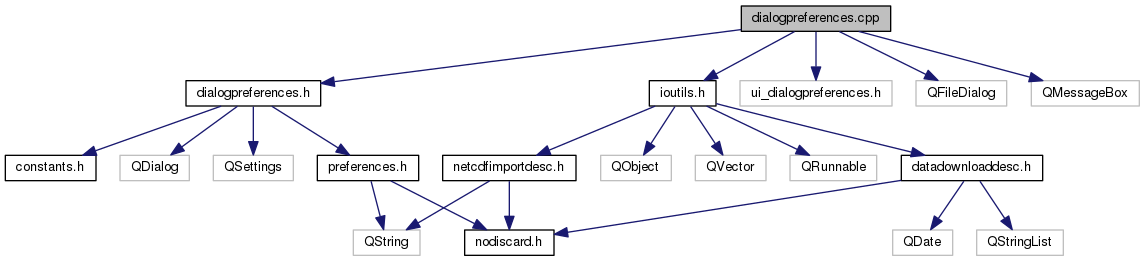 dialogpreferences.cpp
dialogpreferences.h
ioutils.h
ui_dialogpreferences.h
QFileDialog
QMessageBox
constants.h
QDialog
QSettings
preferences.h
netcdfimportdesc.h
QObject
QVector
QRunnable
datadownloaddesc.h
QString
nodiscard.h
QDate
QStringList